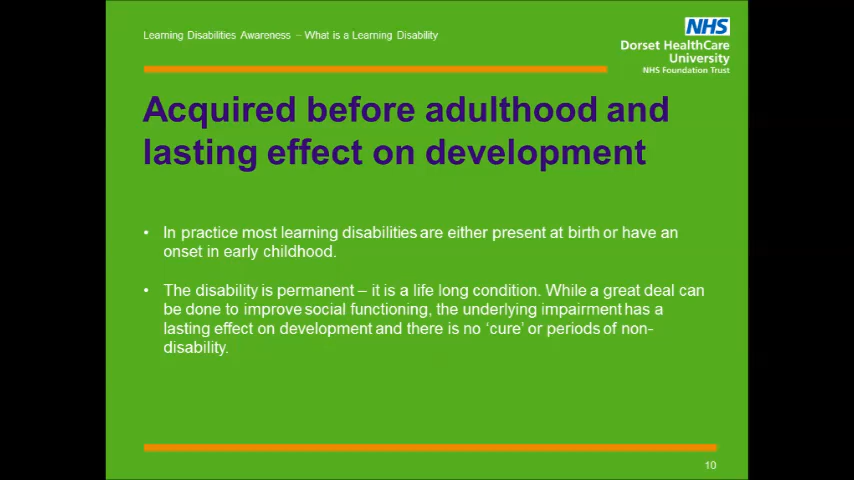 Learning Disabilities Awareness – What is a Learning Disability
NHS
Dorset HealthCare
University
NHS Foundation Trust
Acquired before adulthood and
lasting effect on development
• In practice most learning disabilities are either present at birth or have an
onset in early childhood.
• The disability is permanent – it is a life long condition. While a great deal can
be done to improve social functioning, the underlying impairment has a
lasting effect on development and there is no ‘cure’ or periods of non-
disability.
10